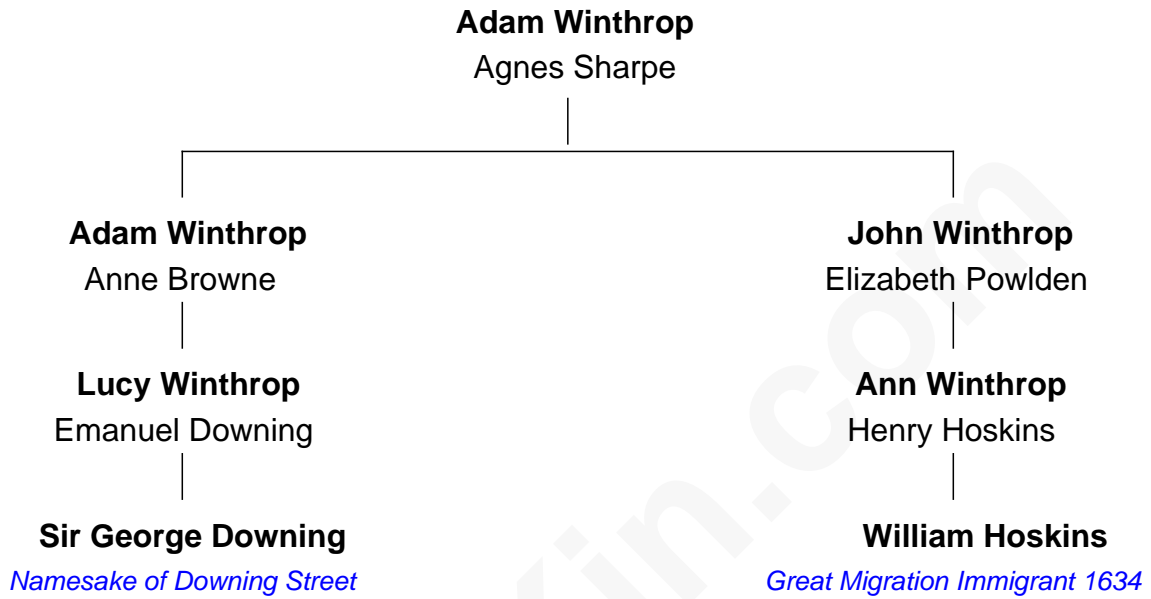 Adam Winthrop
Agnes Sharpe
Adam Winthrop
John Winthrop
Anne Browne
Elizabeth Powlden
Lucy Winthrop
Ann Winthrop
Emanuel Downing
Henry Hoskins
Sir George Downing
William Hoskins
Namesake of Downing Street
Great Migration Immigrant 1634